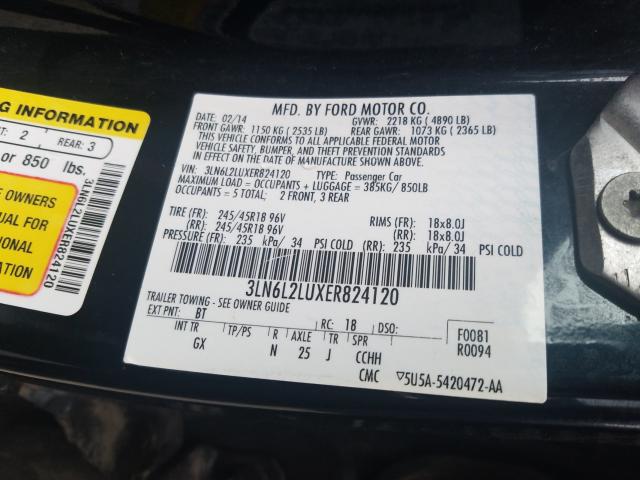 G INFORMATION
T: 2 REAR: 3
or 850 lbs.
E OWNERS
UAL FOR
IONAL
ATION
3LN6L2LUXER824120
MFD. BY FORD MOTOR CO.
DATE: 02/14 GVWR: 2218 KG ( 4890 LB)
FRONT GAWR: 1150 KG ( 2535 LB) REAR GAWR: 1073 KG ( 2365 LB)
THIS VEHICLE CONFORMS TO ALL APPLICABLE FEDERAL MOTOR
VEHICLE SAFETY, BUMPER, AND THEFT PREVENTION STANDARDS IN
EFFECT ON THE DATE OF MANUFACTURE SHOWN ABOVE.
VIN: 3LN6L2LUXER824120 TYPE: Passenger Car
MAXIMUM LOAD = OCCUPANTS + LUGGAGE = 385KG/ 850LB
OCCUPANTS = 5 TOTAL: 2 FRONT, 3 REAR
TIRE (FR): 245/45R18 96V RIMS (FR): 18x8.0J
(RR): 245/45R18 96V (RR): 18x8.0J
PRESSURE (FR): 235 kPa/ 34 PSI COLD (RR): 235 kPa/ 34 PSI COLD
3LN6L2LUXER824120
TRAILER TOWING - SEE OWNER GUIDE
EXT PNT: BT RC: 18 DSO: F0081
INT TR TP/PS R AXLE TR SPR R0094
GX N 25 J CCHH
CMC ▽5U5A-5420472-AA